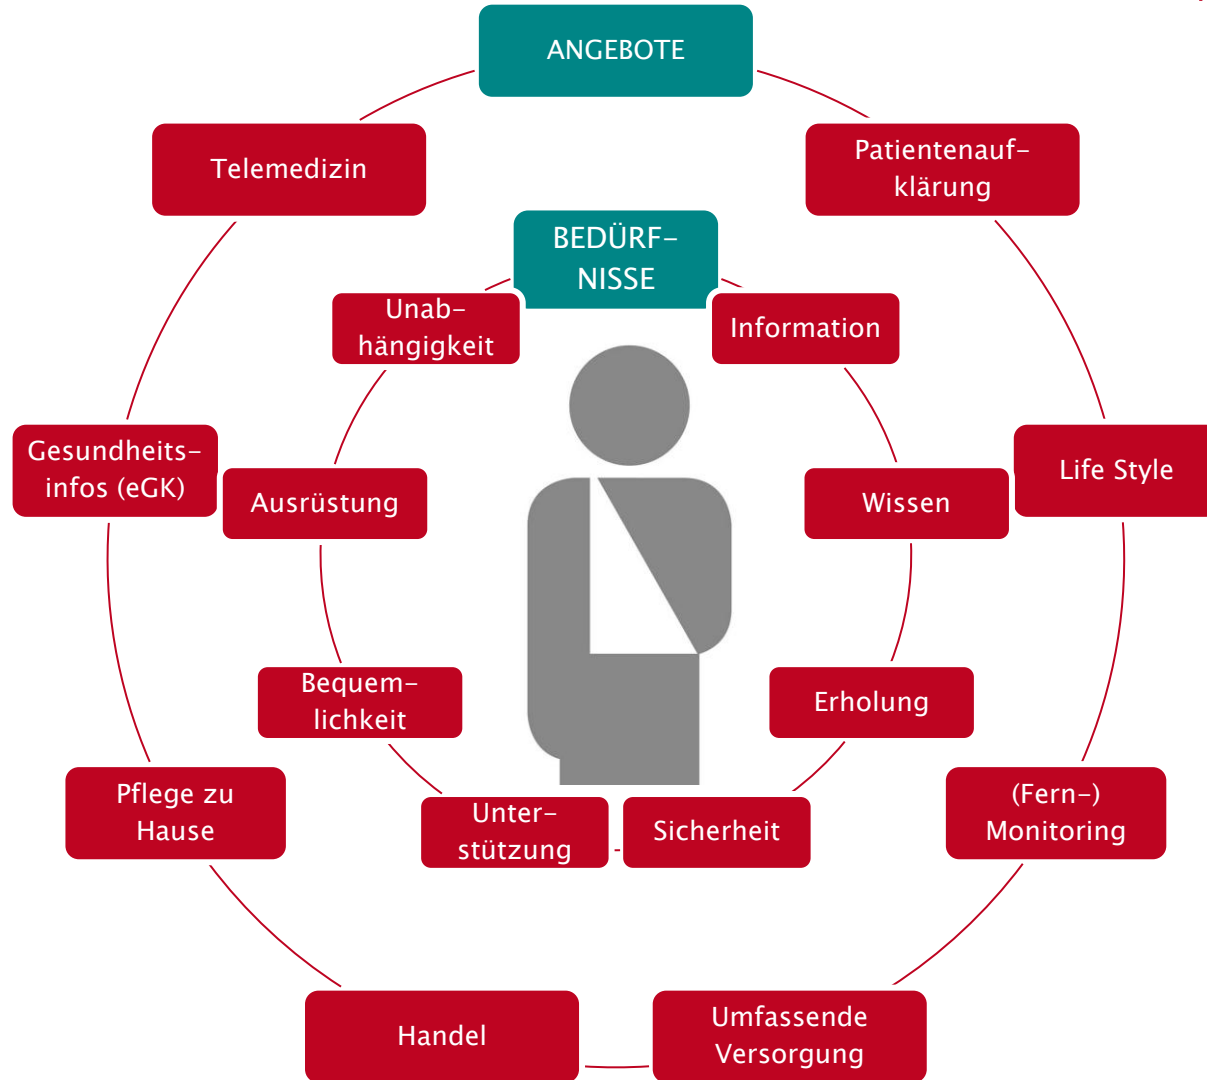 ANGEBOTE
Telemedizin
Patientenauf-
klärung
BEDÜRF-
NISSE
Unab-
hängigkeit
Information
Gesundheits-
infos (eGK)
Ausrüstung
Wissen
Life Style
Bequem-
lichkeit
Erholung
Pflege zu
Hause
Unter-
stützung
Sicherheit
(Fern-)
Monitoring
Handel
Umfassende
Versorgung